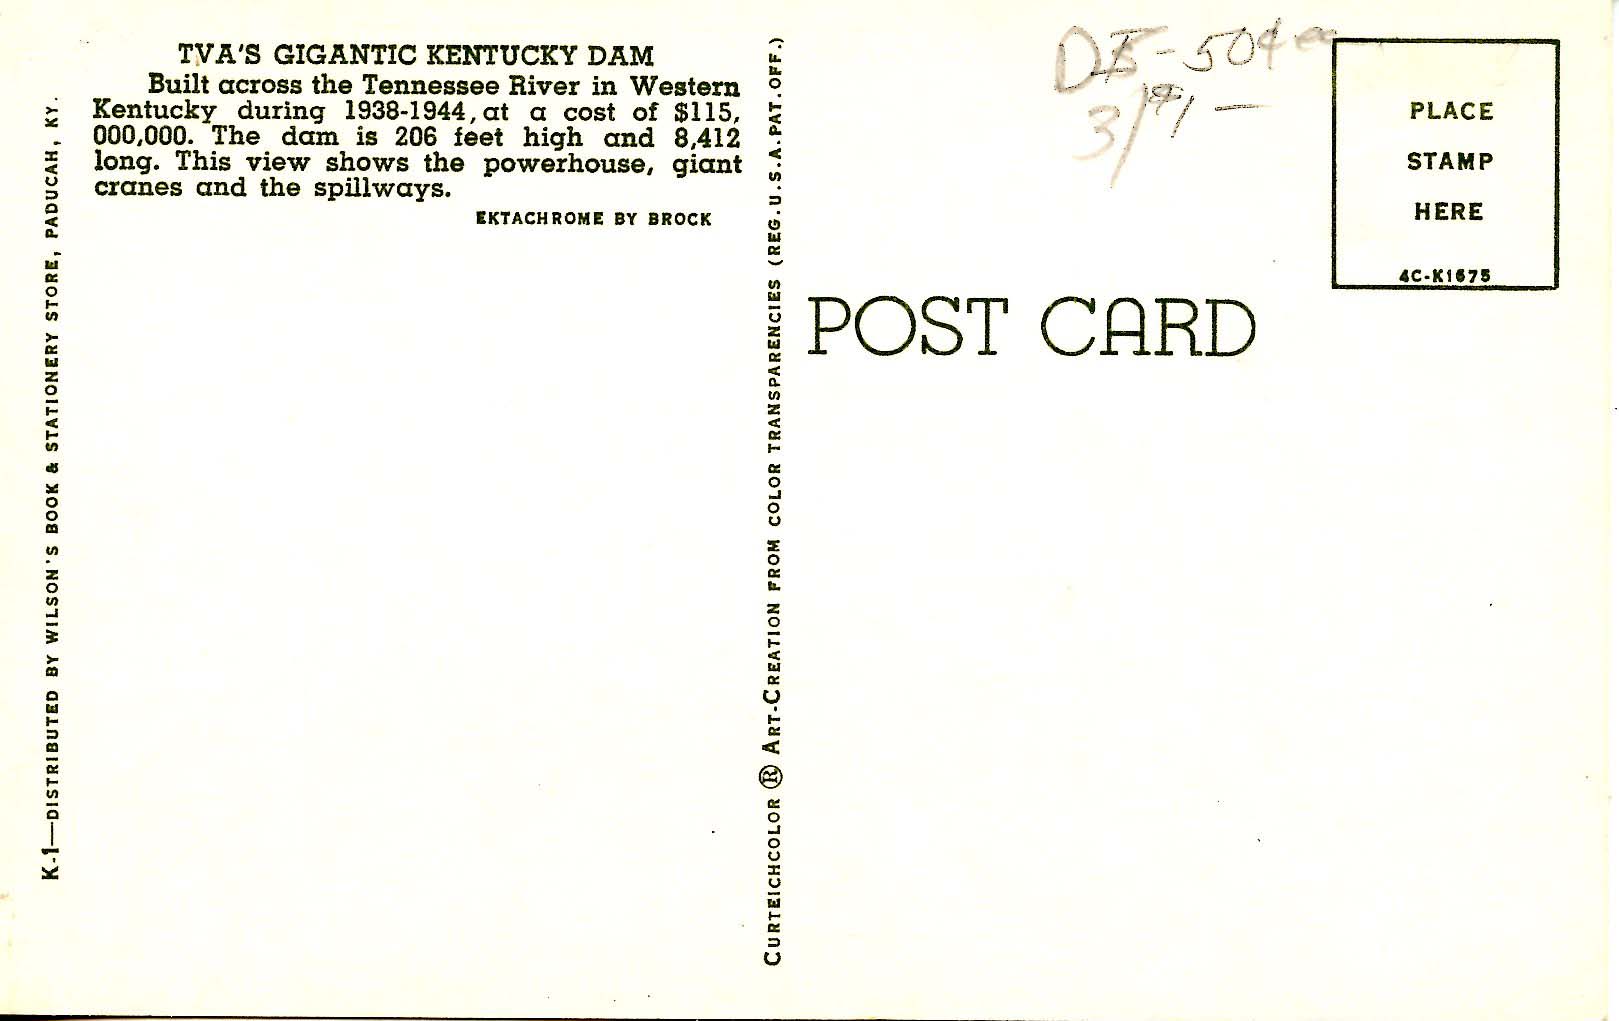 TVA'S GIGANTIC KENTUCKY DAM
Built across the Tennessee River in Western
Kentucky during 1938-1944, at a cost of $115,
000,000. The dam is 206 feet high and 8,412
long. This view shows the powerhouse, giant
cranes and the spillways.
EKTACHROME BY BROCK
K-1—DISTRIBUTED BY WILSON'S BOOK & STATIONERY STORE, PADUCAH, KY.
CURTEICHCOLOR ® ART-CREATION FROM COLOR TRANSPARENCIES (REG.U.S.A.PAT.OFF.)
50¢ ea
POST CARD
PLACE
STAMP
HERE
4C-K1675